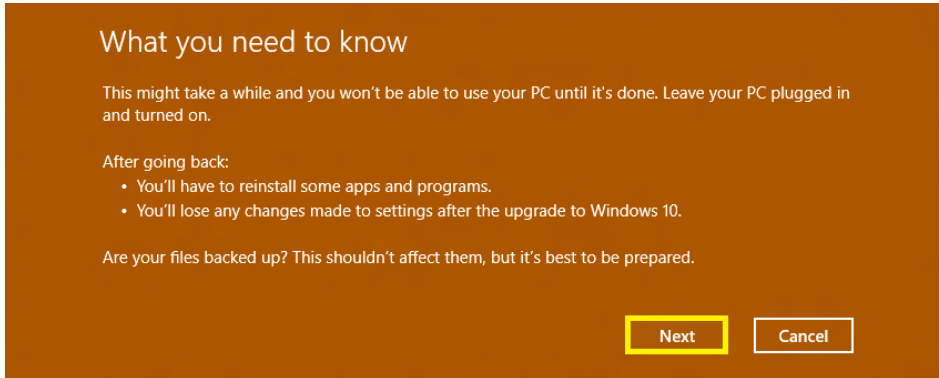 What you need to know
This might take a while and you won't be able to use your PC until it's done. Leave your PC plugged in
and turned on.
After going back:
• You'll have to reinstall some apps and programs.
• You'll lose any changes made to settings after the upgrade to Windows 10.
Are your files backed up? This shouldn't affect them, but it's best to be prepared.
Next Cancel